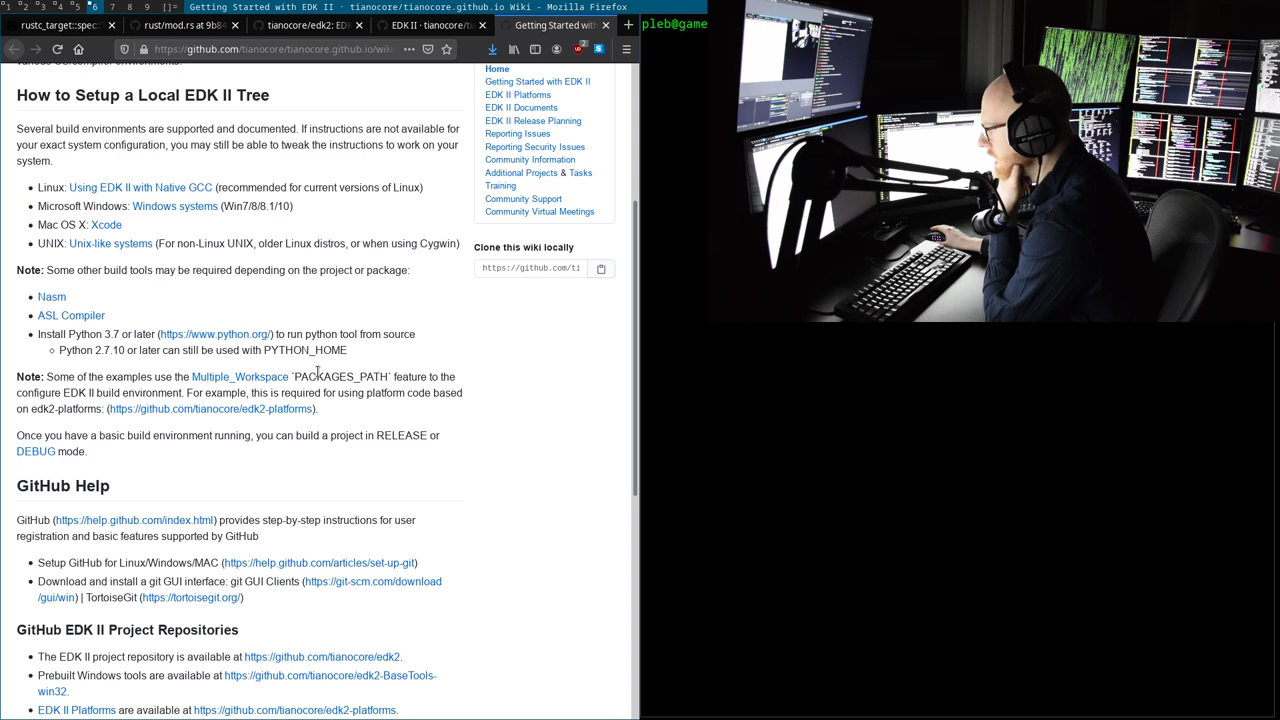 1 2 3 4 5 6 7 8 9 []= Getting Started with EDK II · tianocore/tianocore.github.io Wiki - Mozilla Firefox
rustc_target::spec:: rust/mod.rs at 9b84 tianocore/edk2: EDK EDK II · tianocore/tia Getting Started with
pleb@game
https://github.com/tianocore/tianocore.github.io/wiki
How to Setup a Local EDK II Tree
Several build environments are supported and documented. If instructions are not available for
your exact system configuration, you may still be able to tweak the instructions to work on your
system.
Linux: Using EDK II with Native GCC (recommended for current versions of Linux)
Microsoft Windows: Windows systems (Win7/8/8.1/10)
Mac OS X: Xcode
UNIX: Unix-like systems (For non-Linux UNIX, older Linux distros, or when using Cygwin)
Note: Some other build tools may be required depending on the project or package:
Nasm
ASL Compiler
Install Python 3.7 or later (https://www.python.org/) to run python tool from source
Python 2.7.10 or later can still be used with PYTHON_HOME
Note: Some of the examples use the Multiple_Workspace `PACKAGES_PATH` feature to the
configure EDK II build environment. For example, this is required for using platform code based
on edk2-platforms: (https://github.com/tianocore/edk2-platforms).
Once you have a basic build environment running, you can build a project in RELEASE or
DEBUG mode.
GitHub Help
GitHub (https://help.github.com/index.html) provides step-by-step instructions for user
registration and basic features supported by GitHub
Setup GitHub for Linux/Windows/MAC (https://help.github.com/articles/set-up-git)
Download and install a git GUI interface: git GUI Clients (https://git-scm.com/download
/gui/win) | TortoiseGit (https://tortoisegit.org/)
GitHub EDK II Project Repositories
The EDK II project repository is available at https://github.com/tianocore/edk2.
Prebuilt Windows tools are available at https://github.com/tianocore/edk2-BaseTools-
win32.
EDK II Platforms are available at https://github.com/tianocore/edk2-platforms.
Home
Getting Started with EDK II
EDK II Platforms
EDK II Documents
EDK II Release Planning
Reporting Issues
Reporting Security Issues
Community Information
Additional Projects & Tasks
Training
Community Support
Community Virtual Meetings
Clone this wiki locally
https://github.com/ti